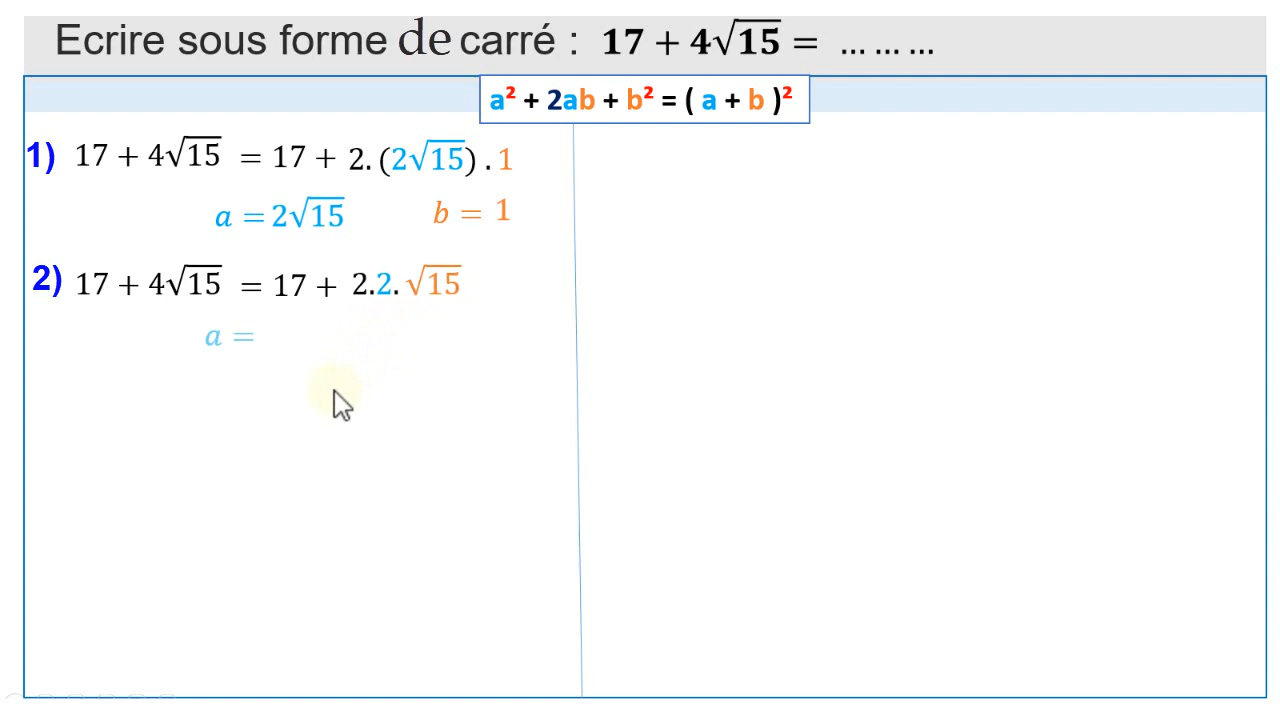 Ecrire sous forme de carré : 17 + 4√15 = ... ... ...
a² + 2ab + b² = ( a + b )²
1) 17 + 4√15 = 17 + 2. (2√15) . 1
a = 2√15 b = 1
2) 17 + 4√15 = 17 + 2.2. √15
a =